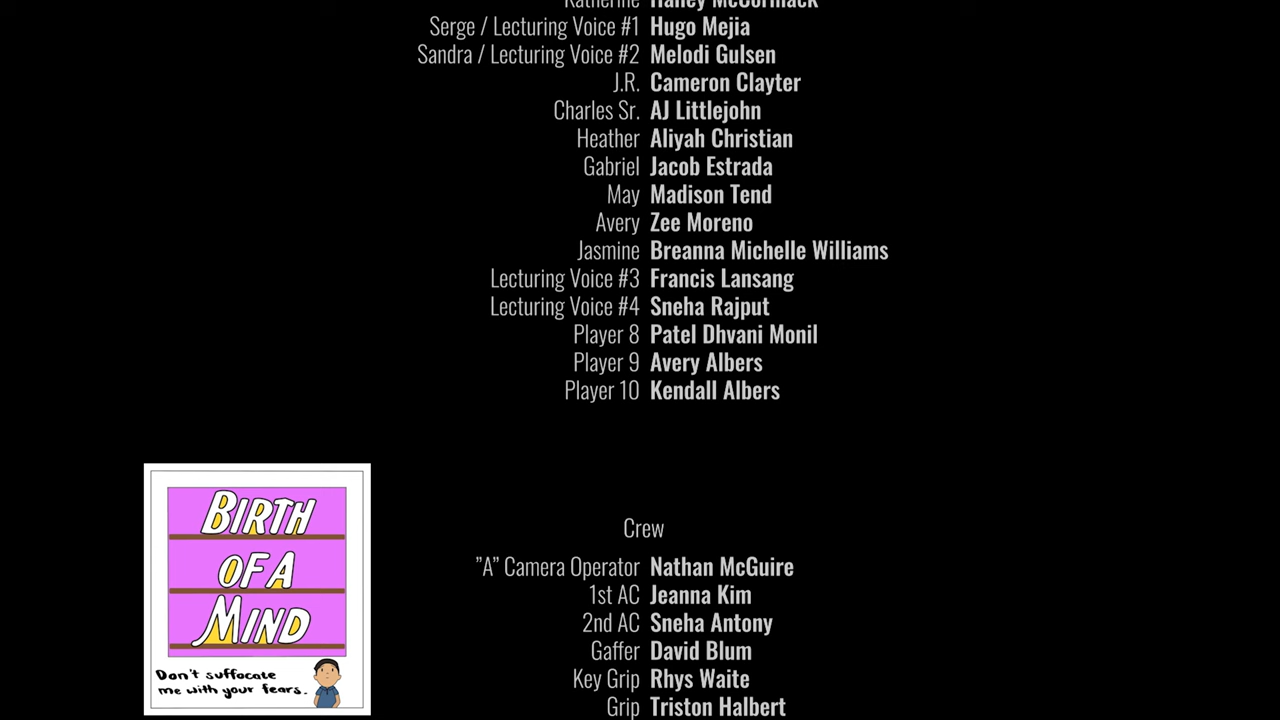 Katherine Hailey McCormack
Serge / Lecturing Voice #1 Hugo Mejia
Sandra / Lecturing Voice #2 Melodi Gulsen
J.R. Cameron Clayter
Charles Sr. AJ Littlejohn
Heather Aliyah Christian
Gabriel Jacob Estrada
May Madison Tend
Avery Zee Moreno
Jasmine Breanna Michelle Williams
Lecturing Voice #3 Francis Lansang
Lecturing Voice #4 Sneha Rajput
Player 8 Patel Dhvani Monil
Player 9 Avery Albers
Player 10 Kendall Albers
BIRTH
OF A
MIND
Don't suffocate
me with your fears.
Crew
”A” Camera Operator Nathan McGuire
1st AC Jeanna Kim
2nd AC Sneha Antony
Gaffer David Blum
Key Grip Rhys Waite
Grip Triston Halbert